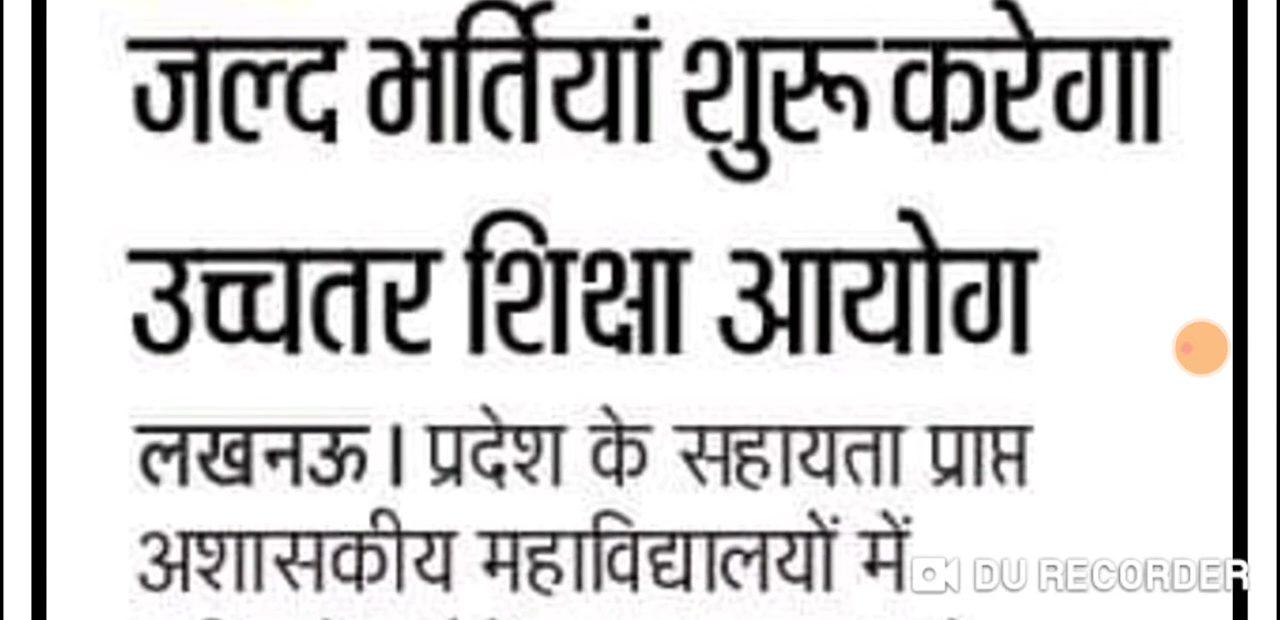 जल्द भर्तियां शुरू करेगा
उच्चतर शिक्षा आयोग
लखनऊ। प्रदेश के सहायता प्राप्त
अशासकीय महाविद्यालयों में
DU RECORDER